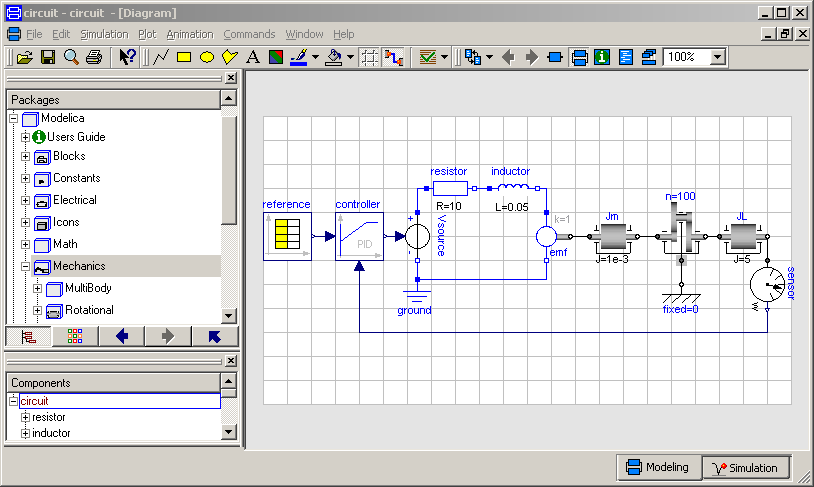 circuit - circuit - [Diagram]
File Edit Simulation Plot Animation Commands Window Help
A 100%
Packages
Modelica
i Users Guide
Blocks
Constants
Electrical
Icons
Math
Mechanics
MultiBody
Rotational
Components
circuit
resistor
inductor
resistor inductor
n=100
reference controller
R=10 L=0.05
k=1 Jm JL
+
Vsource
PID
-
emf
J=1e-3 J=5
sensor
w
ground
fixed=0
Modeling Simulation